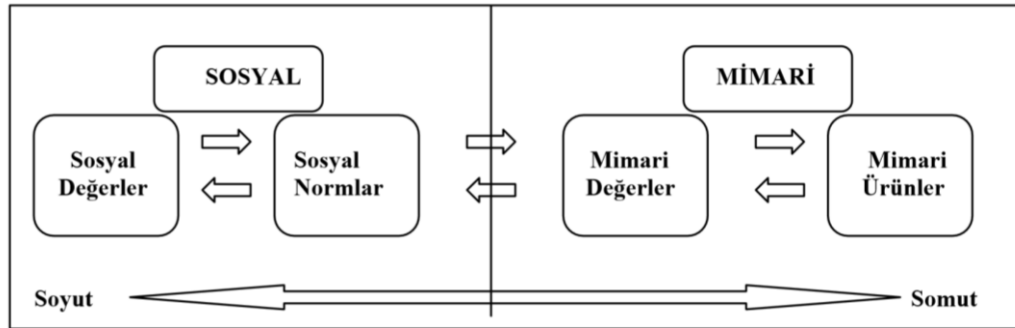 SOSYAL
MİMARİ
Sosyal
Değerler
Sosyal
Normlar
Mimari
Değerler
Mimari
Ürünler
Soyut
Somut